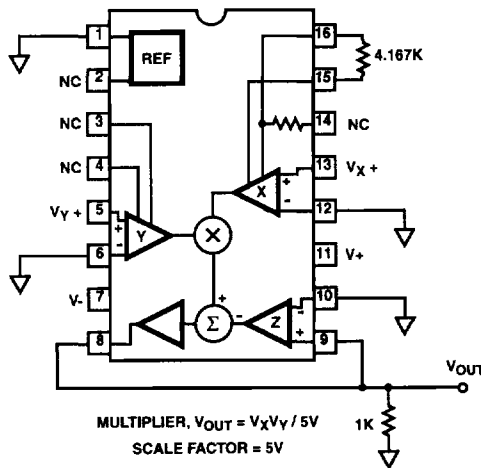 1
REF
16
4.167K
2
NC
15
NC
3
14
NC
NC
4
13
VX +
X
+
-
VY +
5
+
-
Y
12
×
6
11
V+
V-
7
+
Σ
-
Z
-
+
10
8
9
VOUT
1K
MULTIPLIER, VOUT = VXVY / 5V
SCALE FACTOR = 5V